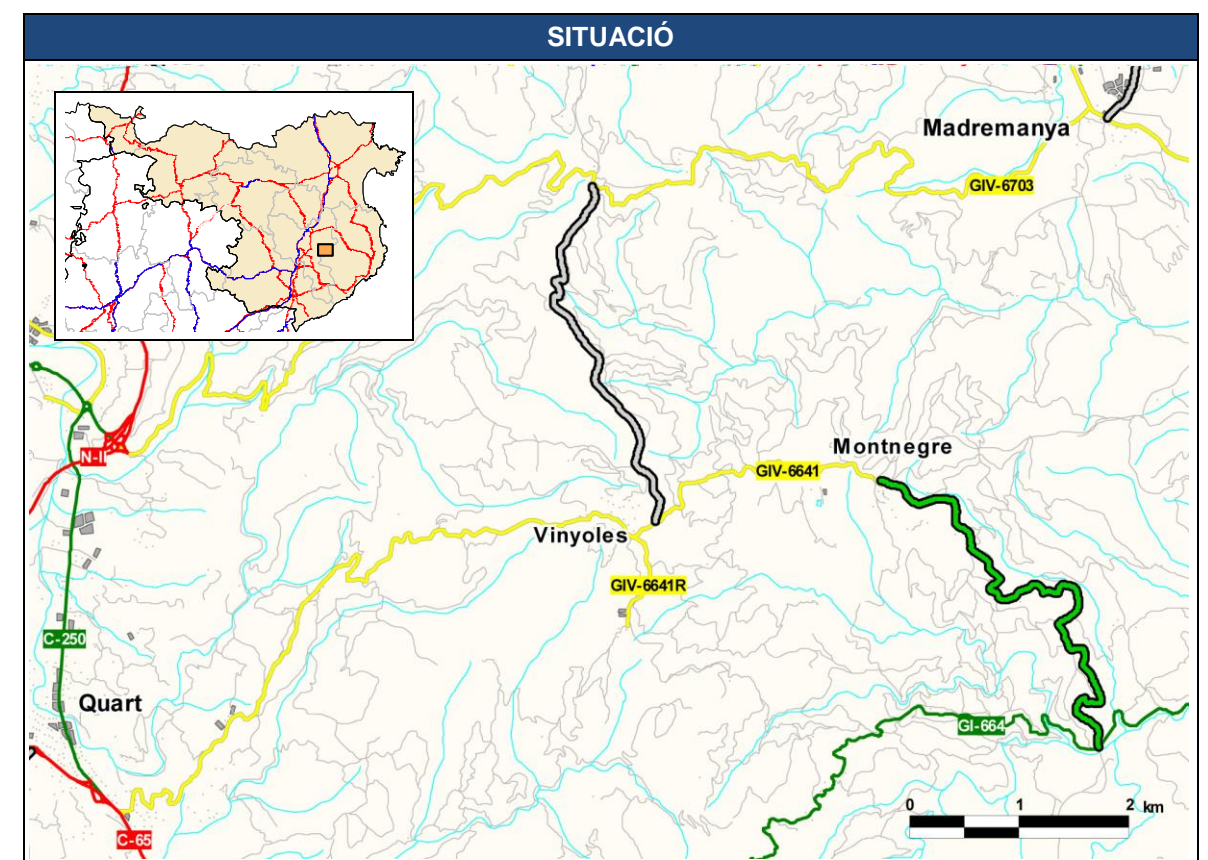 SITUACIÓ
Madremanya
GIV-6703
Montnegre
GIV-6641
N-II
Vinyoles
GIV-6641R
C-250
Quart
GI-664
0 1 2 km
C-65